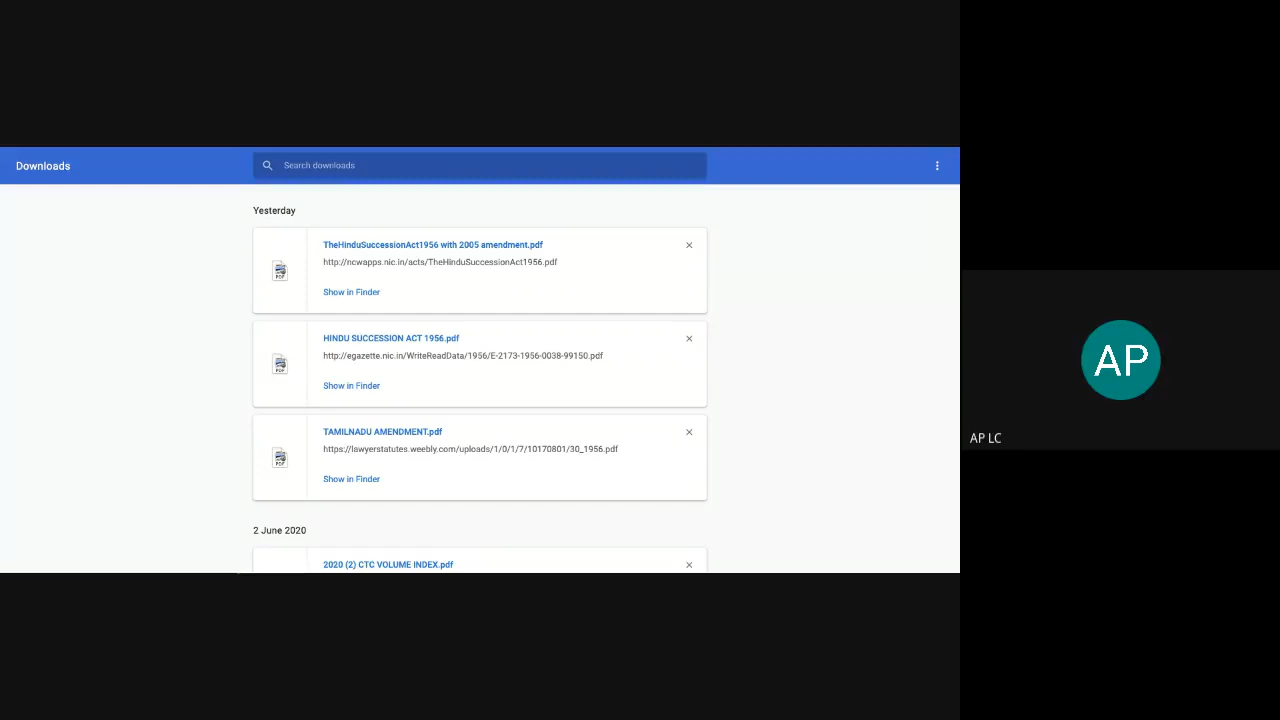 Downloads
Search downloads
Yesterday
TheHinduSuccessionAct1956 with 2005 amendment.pdf
http://ncwapps.nic.in/acts/TheHinduSuccessionAct1956.pdf
PDF
Show in Finder
HINDU SUCCESSION ACT 1956.pdf
http://egazette.nic.in/WriteReadData/1956/E-2173-1956-0038-99150.pdf
PDF
Show in Finder
TAMILNADU AMENDMENT.pdf
https://lawyerstatutes.weebly.com/uploads/1/0/1/7/10170801/30_1956.pdf
PDF
Show in Finder
2 June 2020
2020 (2) CTC VOLUME INDEX.pdf
AP
AP LC